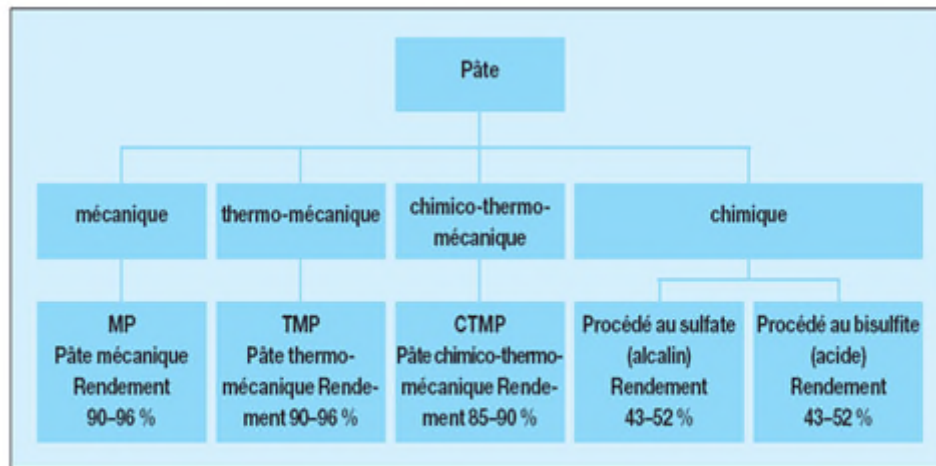 Pâte
mécanique
thermo-mécanique
chimico-thermo-
mécanique
chimique
MP
Pâte mécanique
Rendement
90–96 %
TMP
Pâte thermo-
mécanique Rende-
ment 90–96 %
CTMP
Pâte chimico-thermo-
mécanique Rende-
ment 85–90 %
Procédé au sulfate
(alcalin)
Rendement
43–52 %
Procédé au bisulfite
(acide)
Rendement
43–52 %